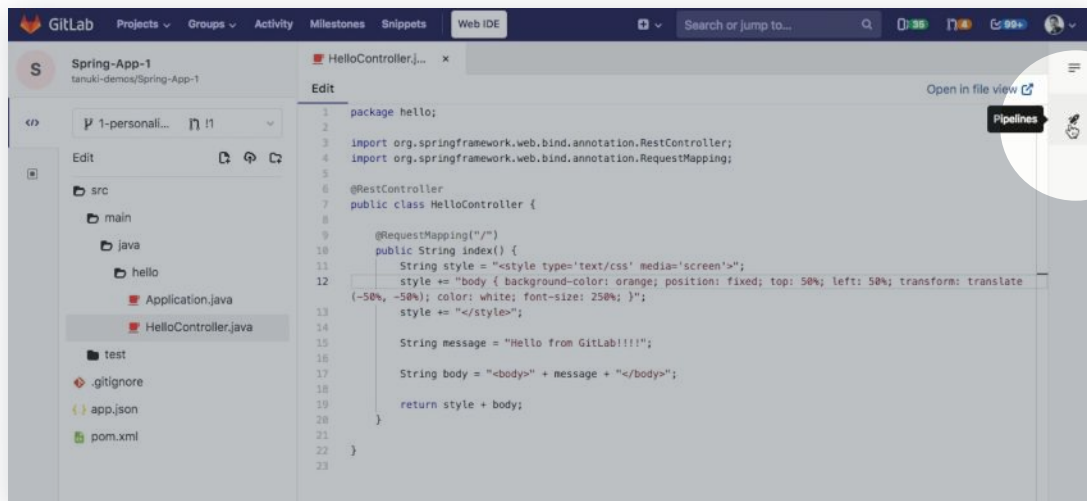 GitLab Projects Groups Activity Milestones Snippets Web IDE Search or jump to... 35 4 99+
S Spring-App-1
tanuki-demos/Spring-App-1
HelloController.j... ×
Edit Open in file view
1-personali... !1
Pipelines
Edit
src
main
java
hello
Application.java
HelloController.java
test
.gitignore
app.json
pom.xml
1 package hello;
2
3 import org.springframework.web.bind.annotation.RestController;
4 import org.springframework.web.bind.annotation.RequestMapping;
5
6 @RestController
7 public class HelloController {
8
9 @RequestMapping("/")
10 public String index() {
11 String style = "<style type='text/css' media='screen'>";
12 style += "body { background-color: orange; position: fixed; top: 50%; left: 50%; transform: translate
(-50%, -50%); color: white; font-size: 250%; }";
13 style += "</style>";
14
15 String message = "Hello from GitLab!!!!";
16
17 String body = "<body>" + message + "</body>";
18
19 return style + body;
20 }
21
22 }
23